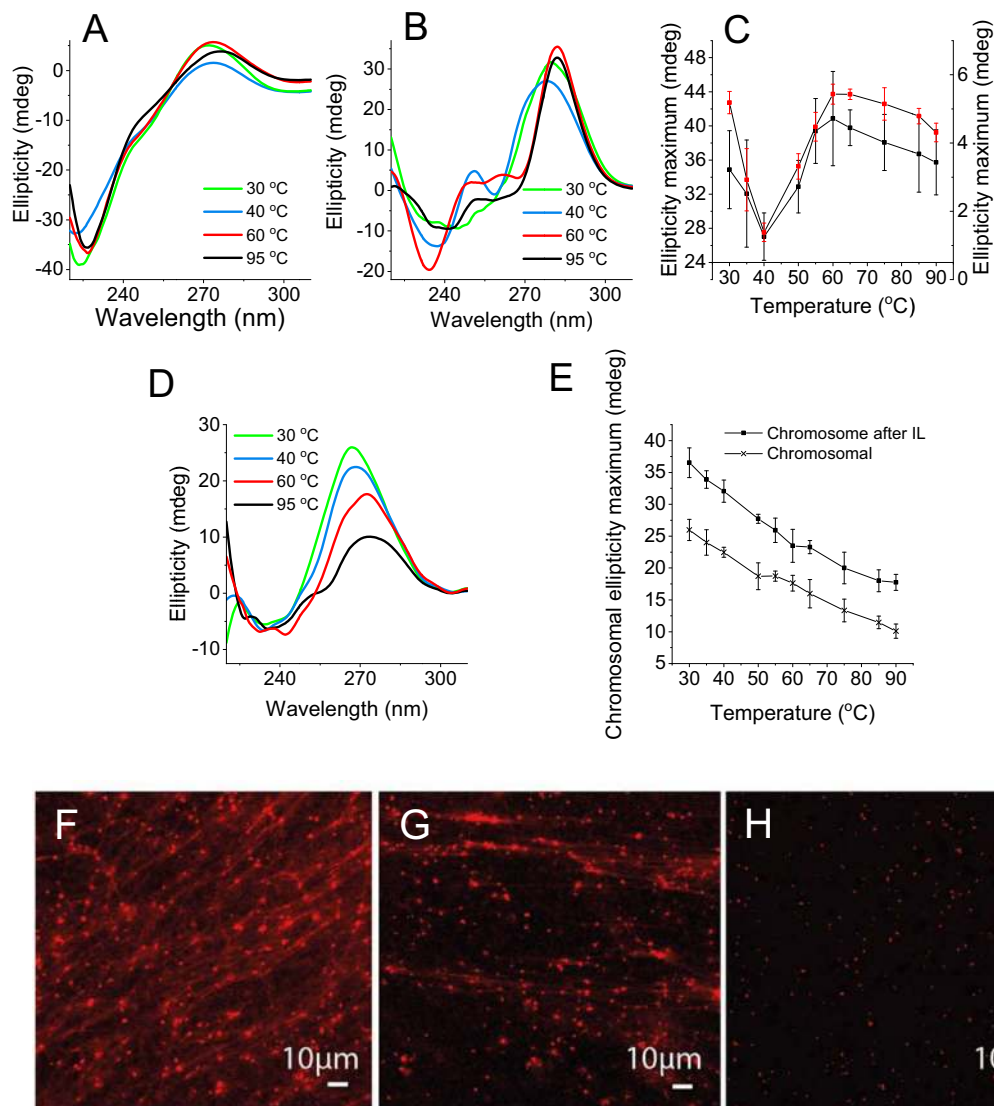 A
Ellipticity (mdeg)
0
-10
-20
-30
-40
240
270
300
Wavelength (nm)
30 °C
40 °C
60 °C
95 °C
B
Ellipticity (mdeg)
30
20
10
0
-10
-20
240
270
300
Wavelength (nm)
30 °C
40 °C
60 °C
95 °C
C
Ellipticity maximum (mdeg)
48
44
40
36
32
28
24
Ellipticity maximum (mdeg)
6
4
2
0
30 40 50 60 70 80 90
Temperature (°C)
D
Ellipticity (mdeg)
30
20
10
0
-10
240
270
300
Wavelength (nm)
30 °C
40 °C
60 °C
95 °C
E
Chromosomal ellipticity maximum (mdeg)
40
35
30
25
20
15
10
5
30 40 50 60 70 80 90
Temperature (°C)
Chromosome after IL
Chromosomal
F
10µm
G
10µm
H
10